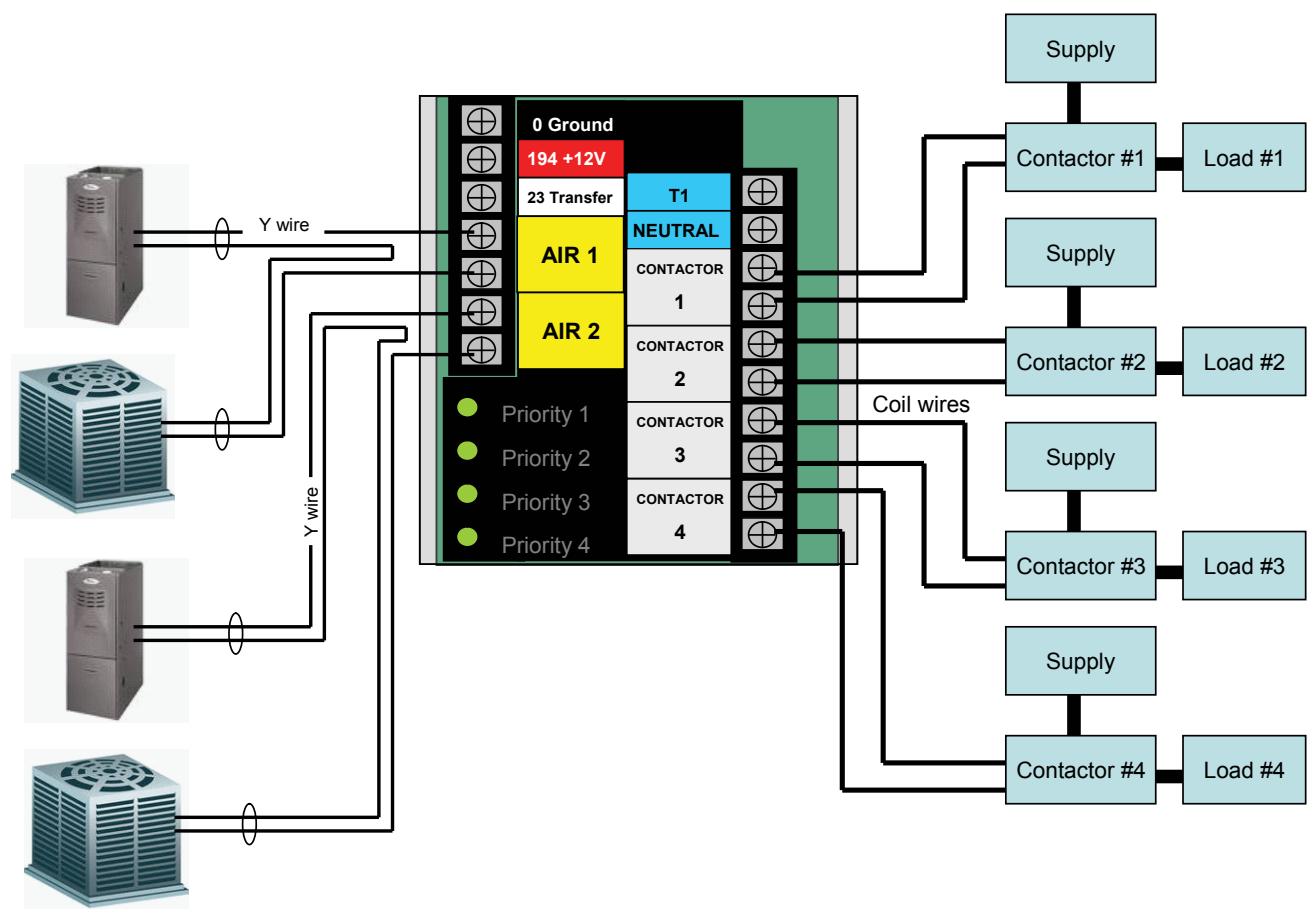 Supply
0 Ground
194 +12V
23 Transfer
T1
NEUTRAL
Y wire
AIR 1
CONTACTOR
1
AIR 2
CONTACTOR
2
CONTACTOR
3
CONTACTOR
4
Priority 1
Priority 2
Priority 3
Priority 4
Y wire
Coil wires
Contactor #1
Load #1
Supply
Contactor #2
Load #2
Supply
Contactor #3
Load #3
Supply
Contactor #4
Load #4